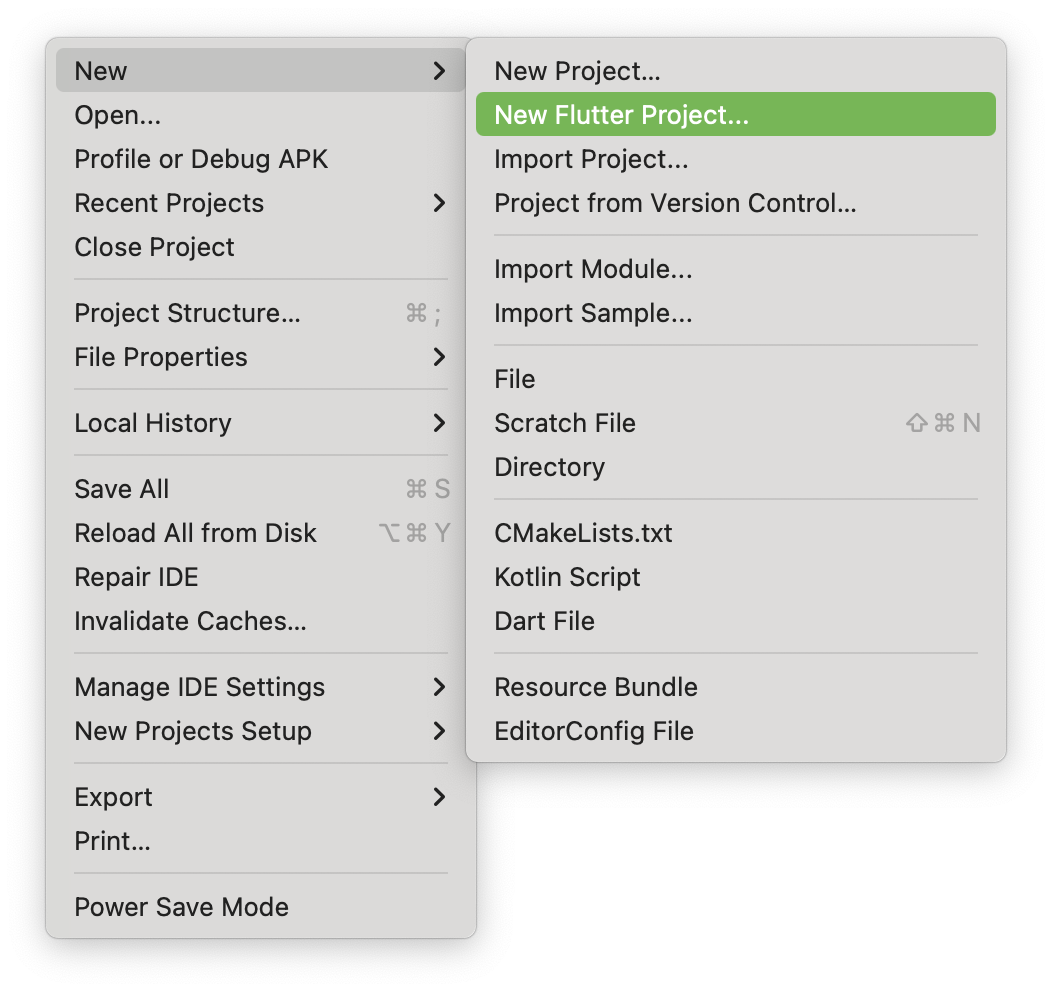 New
Open...
Profile or Debug APK
Recent Projects
Close Project
Project Structure...  ⌘ ;
File Properties
Local History
Save All  ⌘ S
Reload All from Disk  ⌥ ⌘ Y
Repair IDE
Invalidate Caches...
Manage IDE Settings
New Projects Setup
Export
Print...
Power Save Mode
New Project...
New Flutter Project...
Import Project...
Project from Version Control...
Import Module...
Import Sample...
File
Scratch File  ⇧ ⌘ N
Directory
CMakeLists.txt
Kotlin Script
Dart File
Resource Bundle
EditorConfig File